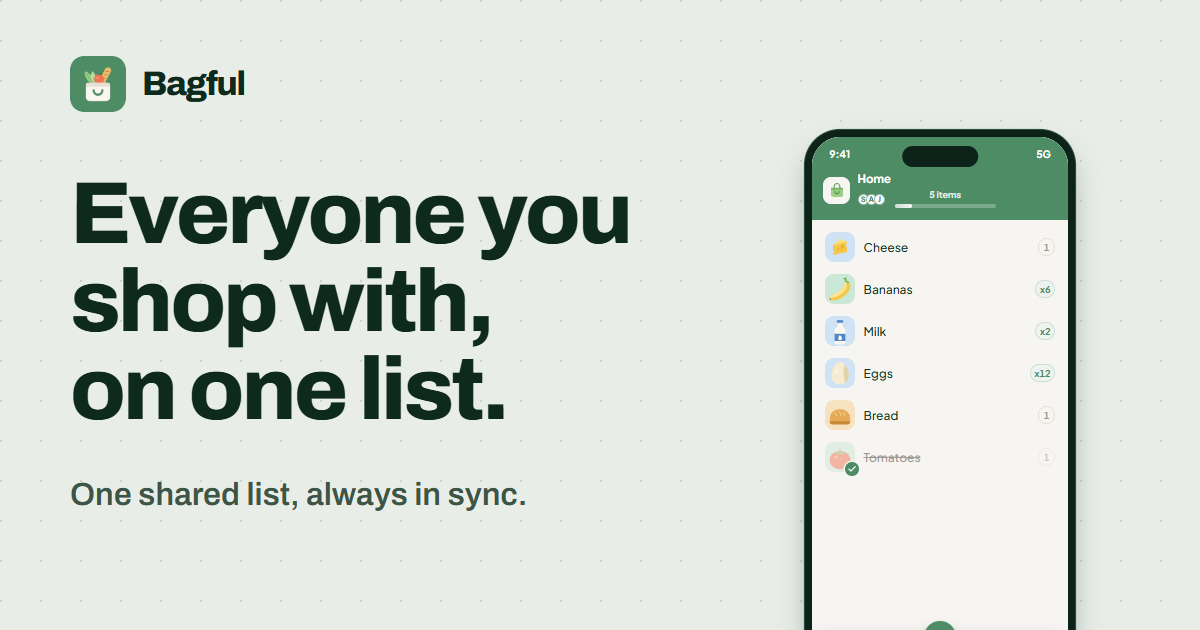 Bagful
Everyone you
shop with,
on one list.
One shared list, always in sync.
9:41
5G
Home
S A J
5 Items
Cheese
1
Bananas
x6
Milk
x2
Eggs
x12
Bread
1
Tomatoes
1